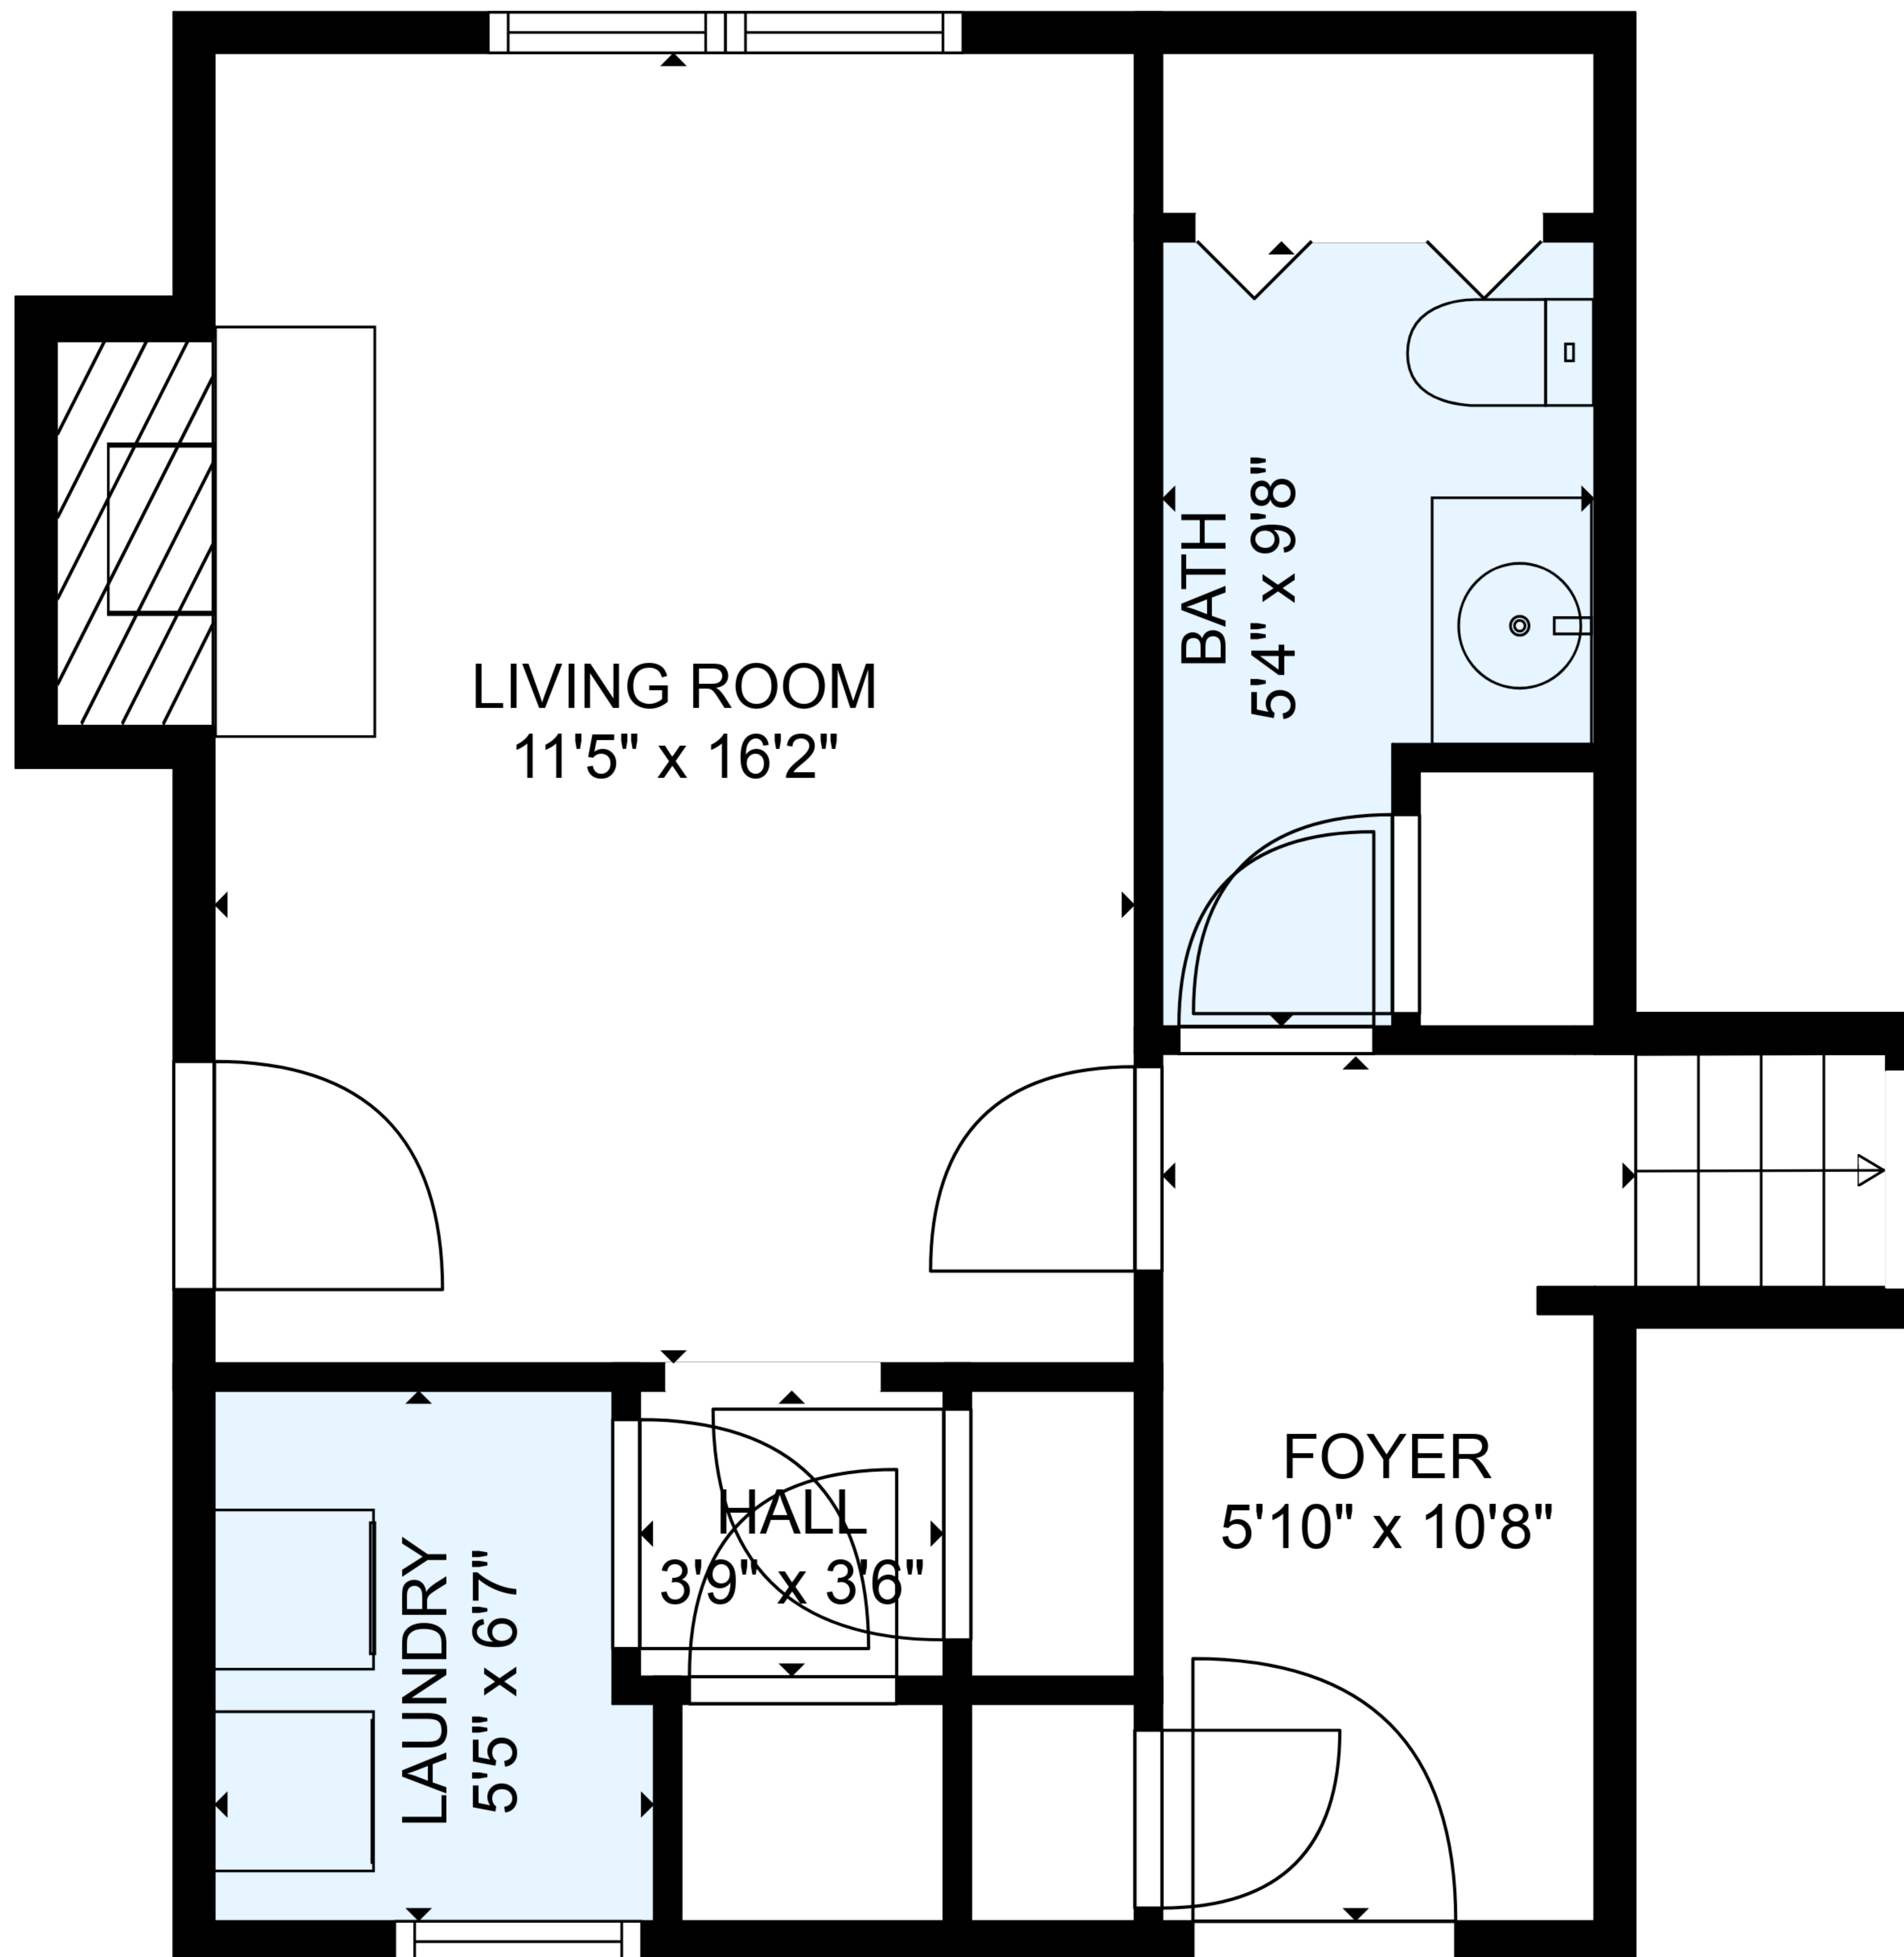 LIVING ROOM
11'5" x 16'2"
BATH
5'4" x 9'8"
FOYER
5'10" x 10'8"
HALL
3'9" x 3'6"
LAUNDRY
5'5" x 6'7"